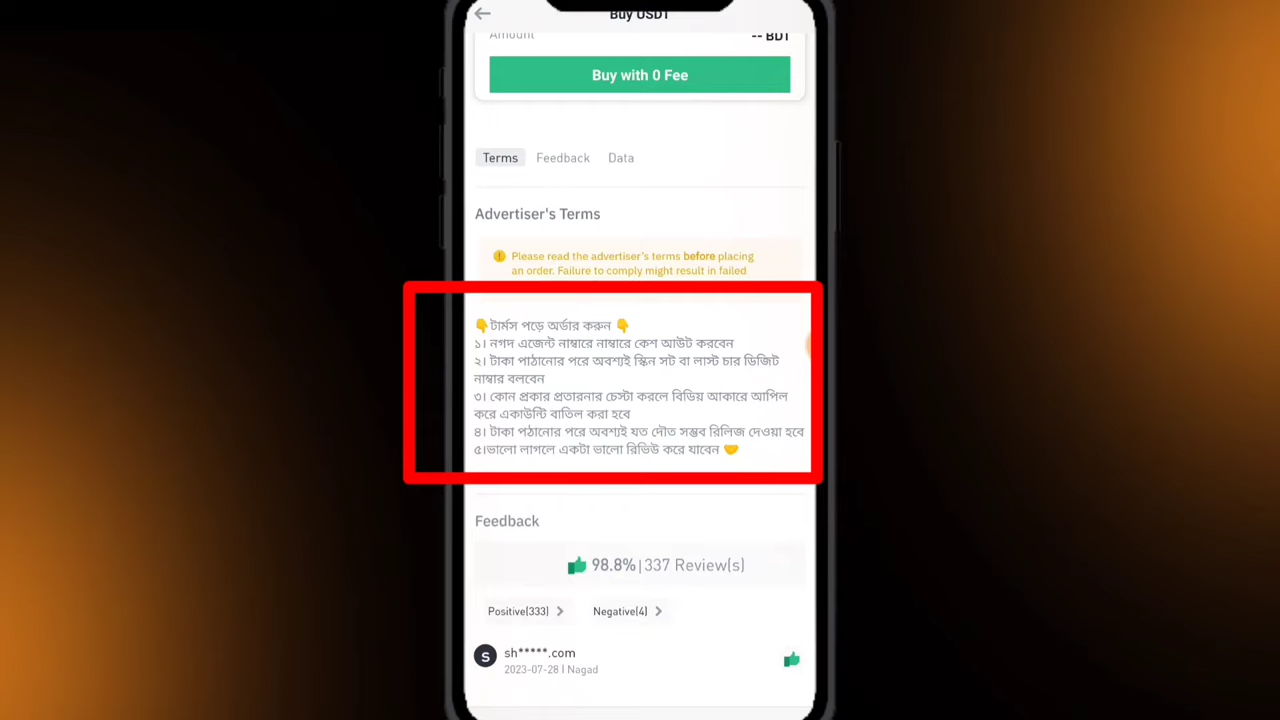 Buy USDT
Amount -- BDT
Buy with 0 Fee
Terms Feedback Data
Advertiser's Terms
Please read the advertiser's terms before placing
an order. Failure to comply might result in failed
👇টার্মস পড়ে অর্ডার করুন 👇
১। নগদ এজেন্ট নাম্বারে নাম্বারে কেশ আউট করবেন
২। টাকা পাঠানোর পরে অবশ্যই স্কিন সট বা লাস্ট চার ডিজিট
নাম্বার বলবেন
৩। কোন প্রকার প্রতারনার চেস্টা করলে বিডিয় আকারে আপিল
করে একাউন্টি বাতিল করা হবে
৪। টাকা পঠানোর পরে অবশ্যই যত দৌত সম্ভব রিলিজ দেওয়া হবে
৫।ভালো লাগলে একটা ভালো রিভিউ করে যাবেন 🤝
Feedback
98.8% | 337 Review(s)
Positive(333) Negative(4)
S sh*****.com
2023-07-28 | Nagad